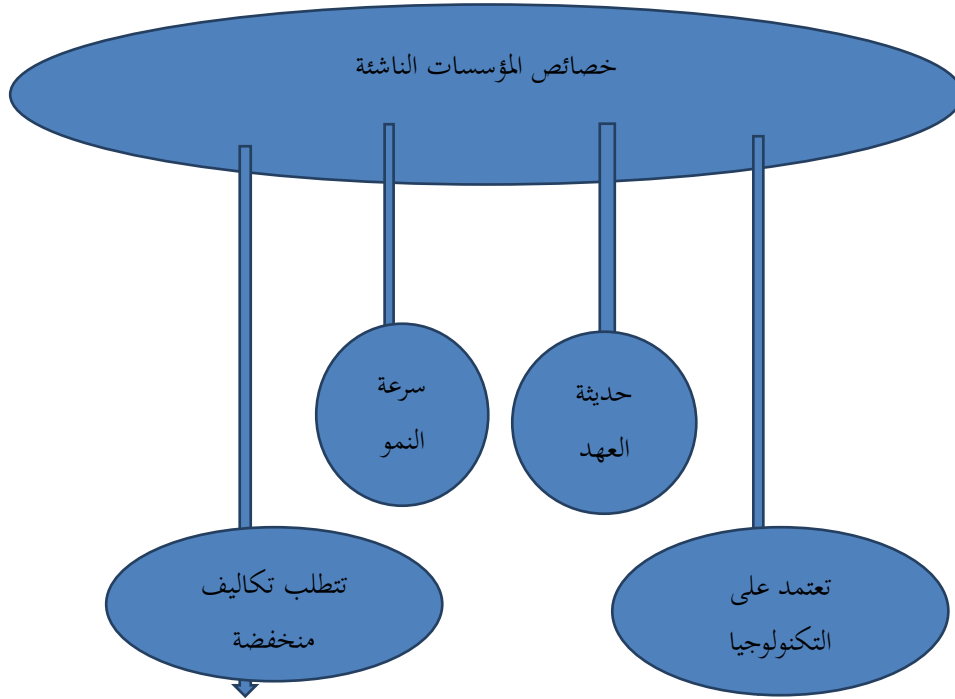 خصائص المؤسسات الناشئة
حديثة
العهد
سرعة
النمو
تعتمد على
التكنولوجيا
تتطلب تكاليف
منخفضة